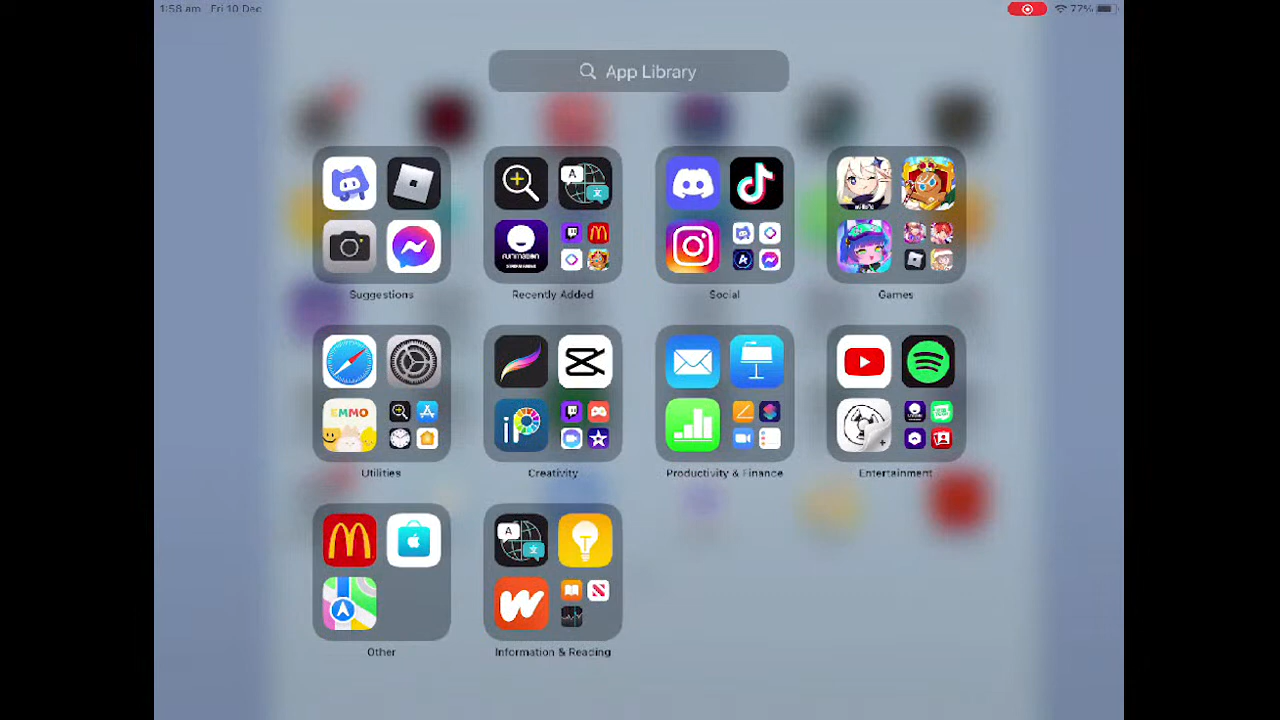 1:58 am Fri 10 Dec 77%
App Library
A
FUNIMATION
Suggestions Recently Added Social Games
EMMO
Utilities Creativity Productivity & Finance Entertainment
A
Other Information & Reading